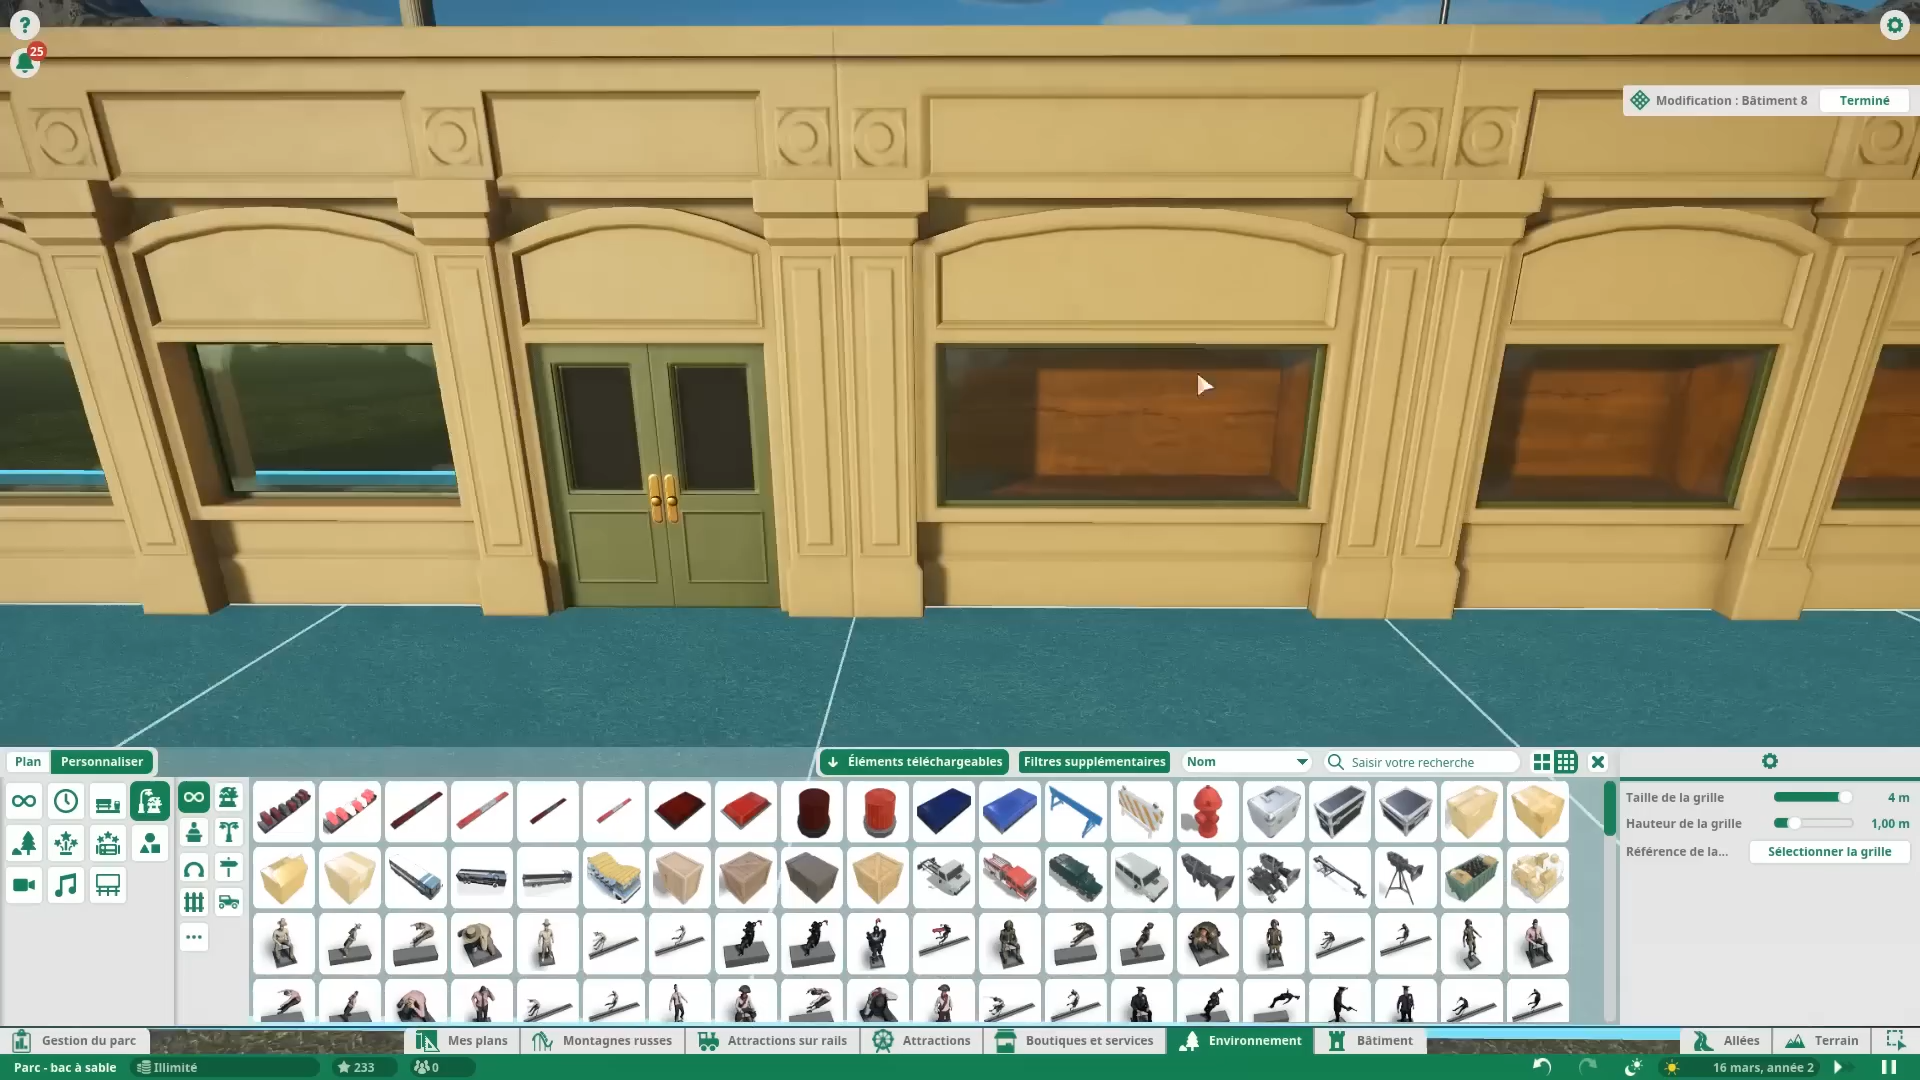 ?
25
Modification : Bâtiment 8
Terminé
Plan
Personnaliser
Éléments téléchargeables
Filtres supplémentaires
Nom
Saisir votre recherche
Taille de la grille
4 m
Hauteur de la grille
1,00 m
Référence de la...
Sélectionner la grille
Gestion du parc
Mes plans
Montagnes russes
Attractions sur rails
Attractions
Boutiques et services
Environnement
Bâtiment
Allées
Terrain
Parc - bac à sable
Illimité
233
0
16 mars, année 2